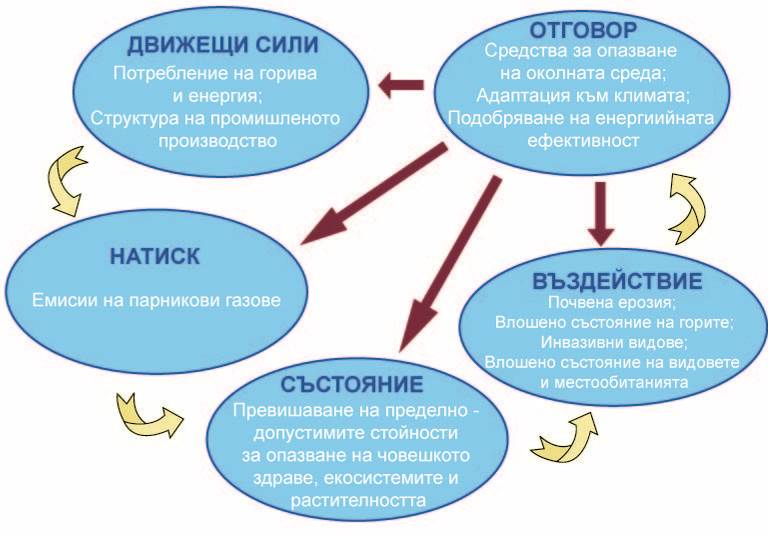 ДВИЖЕЩИ СИЛИ
Потребление на горива
и енергия;
Структура на промишленото
производство
ОТГОВОР
Средства за опазване
на околната среда;
Адаптация към климата;
Подобряване на енергиийната
ефективност
НАТИСК
Емисии на парникови газове
ВЪЗДЕЙСТВИЕ
Почвена ерозия;
Влошено състояние на горите;
Инвазивни видове;
Влошено състояние на видовете
и местообитанията
СЪСТОЯНИЕ
Превишаване на пределно -
допустимите стойности
за опазване на човешкото
здраве, екосистемите и
растителността